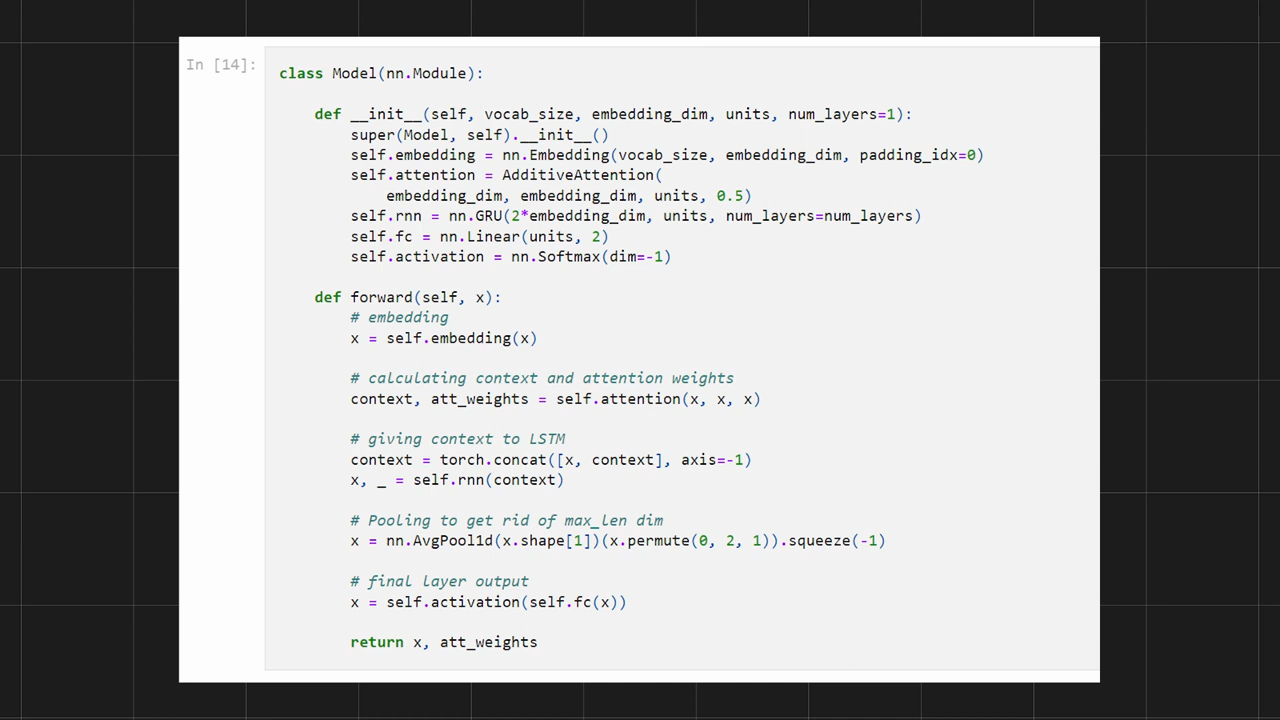 In [14]:
class Model(nn.Module):
def __init__(self, vocab_size, embedding_dim, units, num_layers=1):
super(Model, self).__init__()
self.embedding = nn.Embedding(vocab_size, embedding_dim, padding_idx=0)
self.attention = AdditiveAttention(
embedding_dim, embedding_dim, units, 0.5)
self.rnn = nn.GRU(2*embedding_dim, units, num_layers=num_layers)
self.fc = nn.Linear(units, 2)
self.activation = nn.Softmax(dim=-1)
def forward(self, x):
# embedding
x = self.embedding(x)
# calculating context and attention weights
context, att_weights = self.attention(x, x, x)
# giving context to LSTM
context = torch.concat([x, context], axis=-1)
x, _ = self.rnn(context)
# Pooling to get rid of max_len dim
x = nn.AvgPool1d(x.shape[1])(x.permute(0, 2, 1)).squeeze(-1)
# final layer output
x = self.activation(self.fc(x))
return x, att_weights